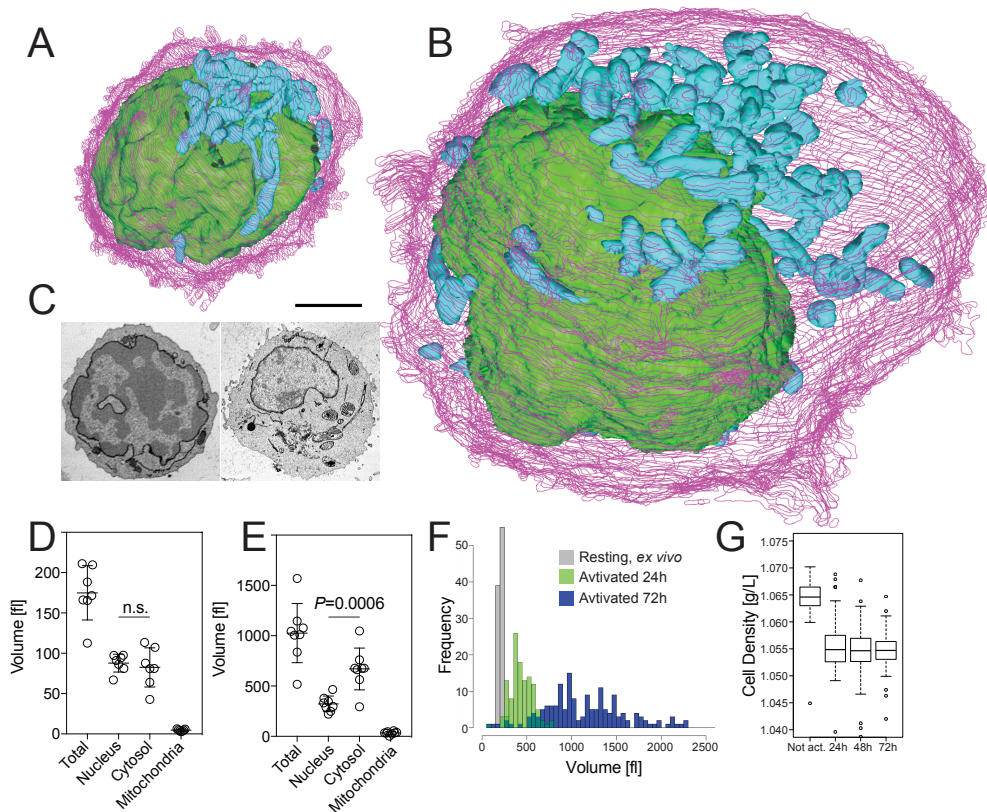 A
B
C
D
Volume [fl]
200
150
100
50
0
n.s.
Total
Nucleus
Cytosol
Mitochondria
E
Volume [fl]
1500
1000
500
0
P=0.0006
Total
Nucleus
Cytosol
Mitochondria
F
Frequency
50
40
30
20
10
0
Resting, ex vivo
Avtivated 24h
Avtivated 72h
0 500 1000 1500 2000 2500
Volume [fl]
G
Cell Density [g/L]
1.075
1.070
1.065
1.060
1.055
1.050
1.045
1.040
Not act. 24h 48h 72h